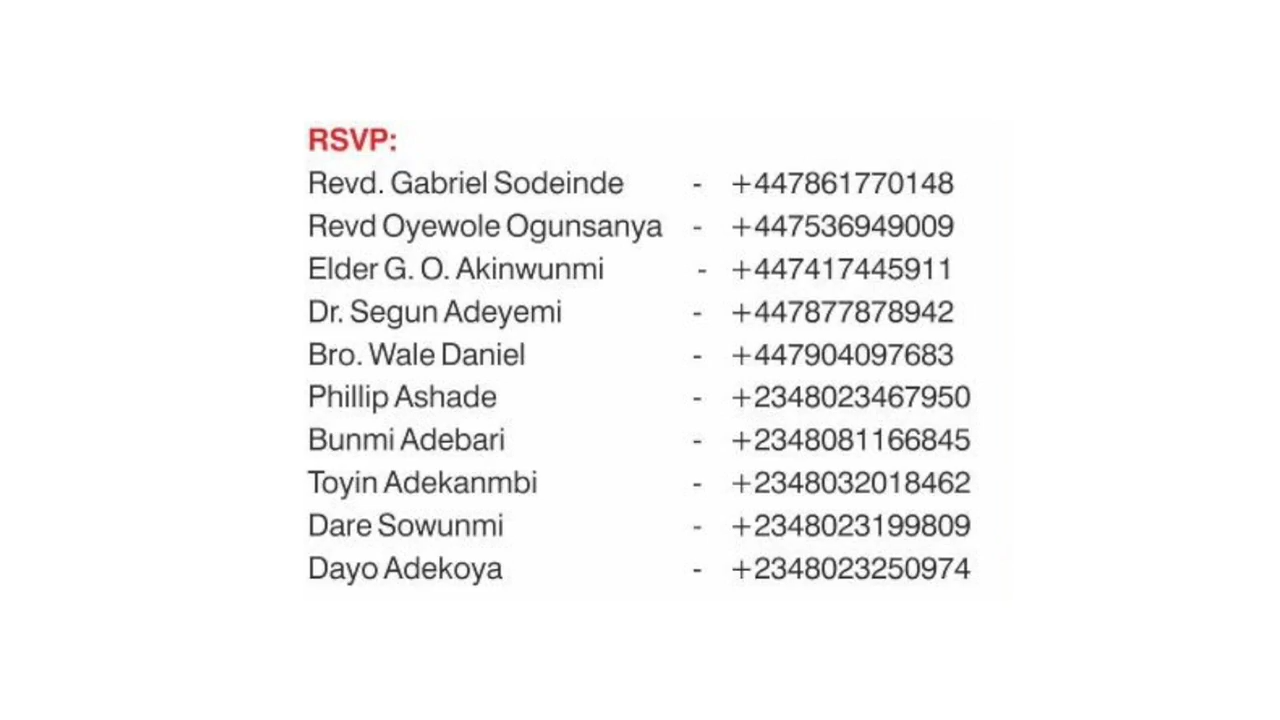 RSVP:
Revd. Gabriel Sodeinde - +447861770148
Revd Oyewole Ogunsanya - +447536949009
Elder G. O. Akinwunmi - +447417445911
Dr. Segun Adeyemi - +447877878942
Bro. Wale Daniel - +447904097683
Phillip Ashade - +2348023467950
Bunmi Adebari - +2348081166845
Toyin Adekanmbi - +2348032018462
Dare Sowunmi - +2348023199809
Dayo Adekoya - +2348023250974